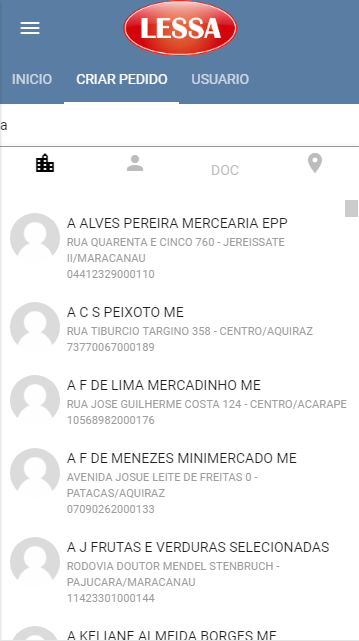 LESSA
INICIO
CRIAR PEDIDO
USUARIO
a
DOC
A ALVES PEREIRA MERCEARIA EPP
RUA QUARENTA E CINCO 760 - JEREISSATE
II/MARACANAU
04412329000110
A C S PEIXOTO ME
RUA TIBURCIO TARGINO 358 - CENTRO/AQUIRAZ
73770067000189
A F DE LIMA MERCADINHO ME
RUA JOSE GUILHERME COSTA 124 - CENTRO/ACARAPE
10568982000176
A F DE MENEZES MINIMERCADO ME
AVENIDA JOSUE LEITE DE FREITAS 0 -
PATACAS/AQUIRAZ
07090262000133
A J FRUTAS E VERDURAS SELECIONADAS
RODOVIA DOUTOR MENDEL STENBRUCH -
PAJUCARA/MARACANAU
11423301000144
A KELIANE ALMEIDA BORGES ME